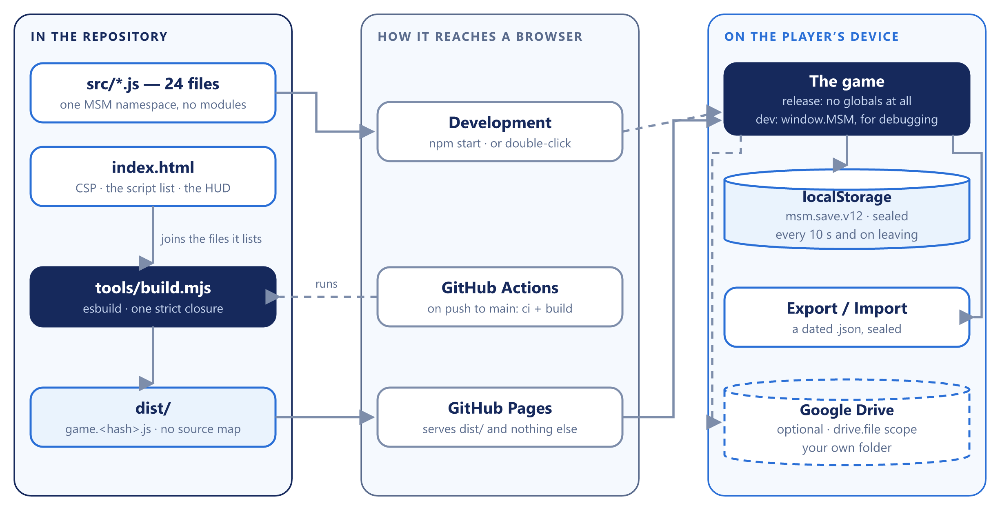 IN THE REPOSITORY
src/*.js — 24 files
one MSM namespace, no modules
index.html
CSP · the script list · the HUD
joins the files it lists
tools/build.mjs
esbuild · one strict closure
dist/
game.<hash>.js · no source map
HOW IT REACHES A BROWSER
Development
npm start · or double-click
runs
GitHub Actions
on push to main: ci + build
GitHub Pages
serves dist/ and nothing else
ON THE PLAYER’S DEVICE
The game
release: no globals at all
dev: window.MSM, for debugging
localStorage
msm.save.v12 · sealed
every 10 s and on leaving
Export / Import
a dated .json, sealed
Google Drive
optional · drive.file scope
your own folder